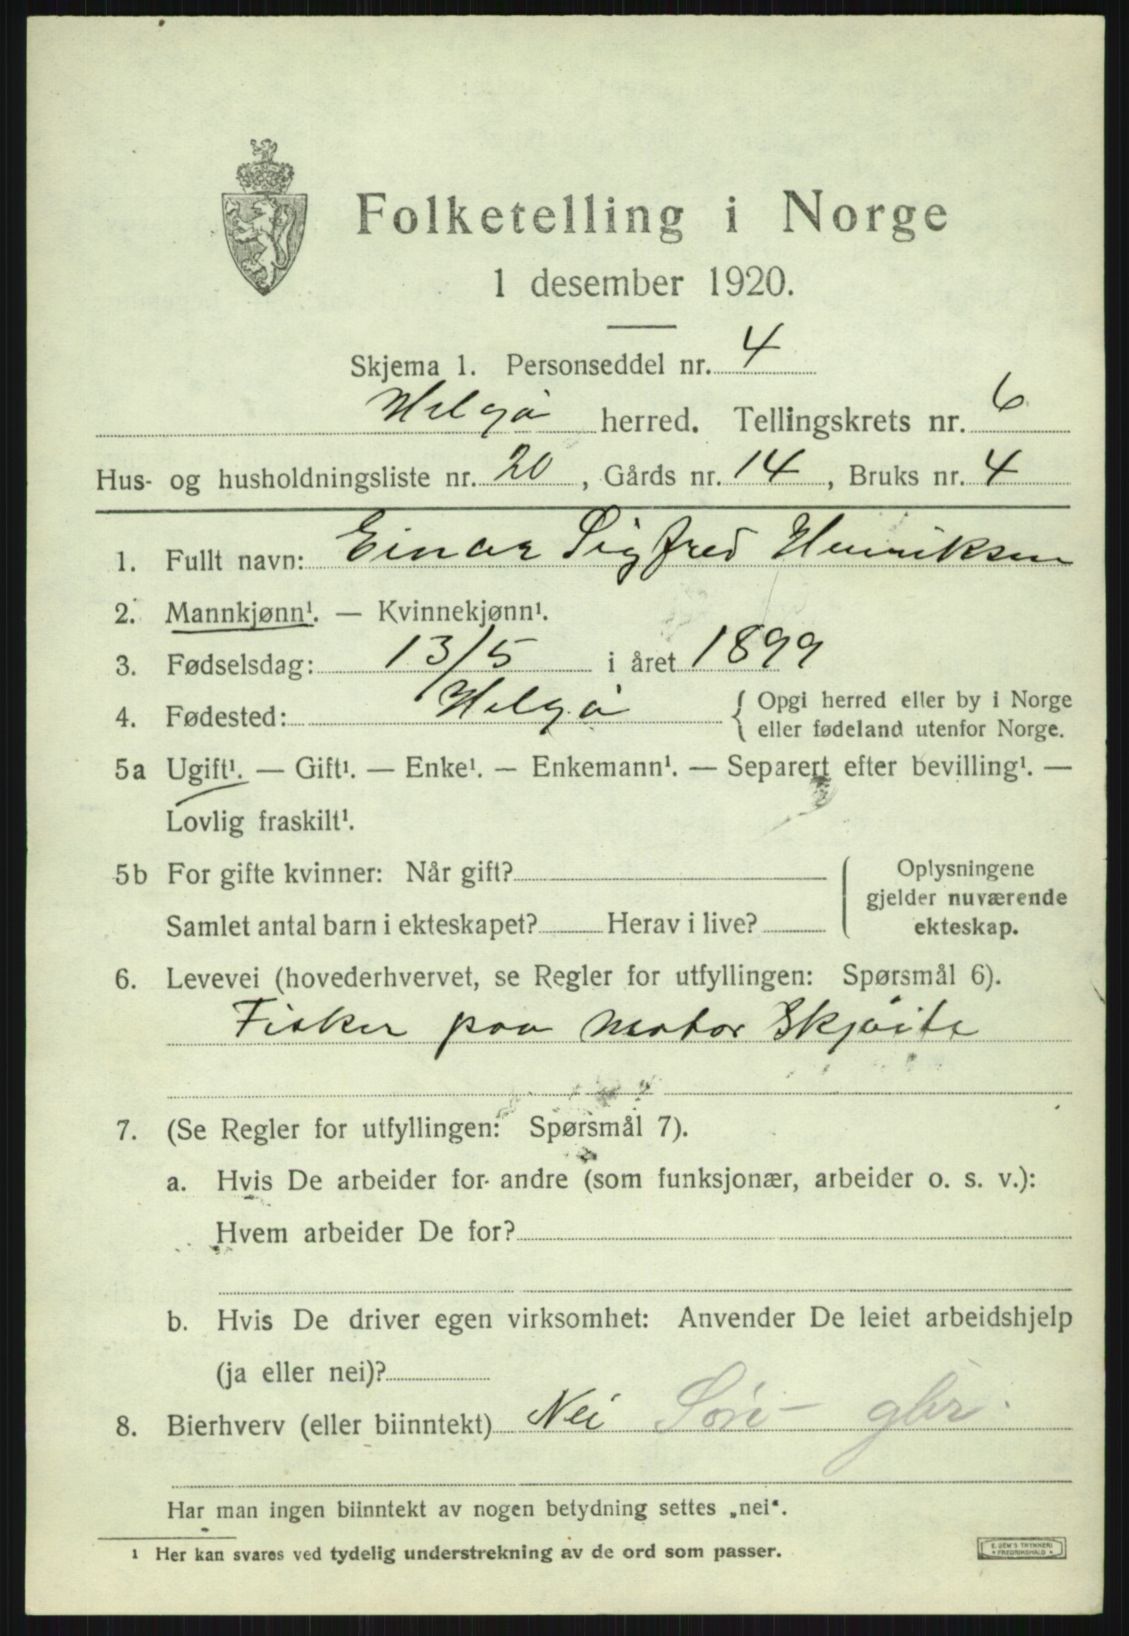 Folketelling i Norge
1 desember 1920.
Skjema 1. Personseddel nr. 4
Helgö herred. Tellingskrets nr. 6
Hus- og husholdningsliste nr. 20, Gårds nr. 14, Bruks nr. 4
1. Fullt navn: Einar Sigfred Henriksen
2. Mannkjønn¹. — Kvinnekjønn¹.
3. Fødselsdag: 13/5 i året 1899
4. Fødested: Helgö { Opgi herred eller by i Norge
eller fødeland utenfor Norge.
5a Ugift¹. — Gift¹. — Enke¹. — Enkemann¹. — Separert efter bevilling¹. —
Lovlig fraskilt¹.
5b For gifte kvinner: Når gift? Oplysningene
gjelder nuværende
Samlet antal barn i ekteskapet? Herav i live? ekteskap.
6. Levevei (hovederhvervet, se Regler for utfyllingen: Spørsmål 6).
Fisker paa motor Skjöite
7. (Se Regler for utfyllingen: Spørsmål 7).
a. Hvis De arbeider for andre (som funksjonær, arbeider o. s. v.):
Hvem arbeider De for?
b. Hvis De driver egen virksomhet: Anvender De leiet arbeidshjelp
(ja eller nei)?
8. Bierhverv (eller biinntekt) Nei gbr.
Har man ingen biinntekt av nogen betydning settes „nei“.
¹ Her kan svares ved tydelig understrekning av de ord som passer.
E. SEM'S TRYKKERI
• FREDRIKSHALD •